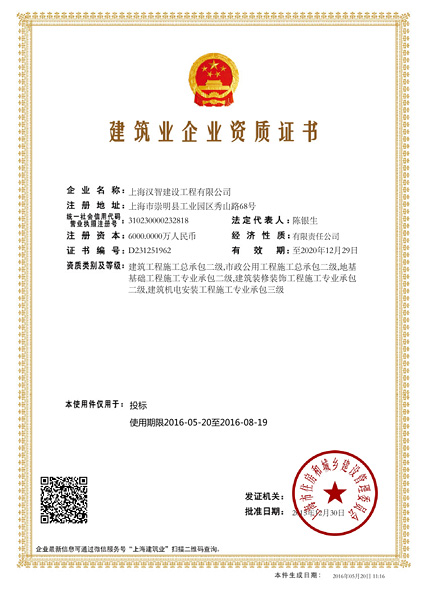 建筑业企业资质证书
企 业 名 称：上海汉智建设工程有限公司
注 册 地 址：上海市崇明县工业园区秀山路68号
统一社会信用代码
营业执照注册号：310230000232818 法定代表人：陈银生
注 册 资 本：6000.0000万人民币 经 济 性 质：有限责任公司
证 书 编 号：D231251962 有 效 期：至2020年12月29日
资质类别及等级：建筑工程施工总承包二级,市政公用工程施工总承包二级,地基
基础工程施工专业承包二级,建筑装修装饰工程施工专业承包
二级,建筑机电安装工程施工专业承包三级
本使用件仅用于：投标
使用期限2016-05-20至2016-08-19
发证机关：
上海市住房和城乡建设管理委员会
批准日期：2015年12月30日
企业最新信息可通过微信服务号“上海建筑业”扫描二维码查询。
本件生成日期： 2016年05月20日 11:16